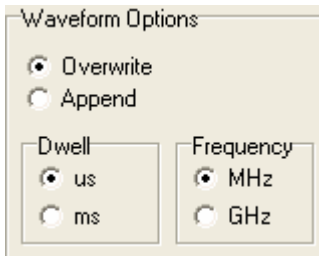 Waveform Options
Overwrite
Append
Dwell
us
ms
Frequency
MHz
GHz